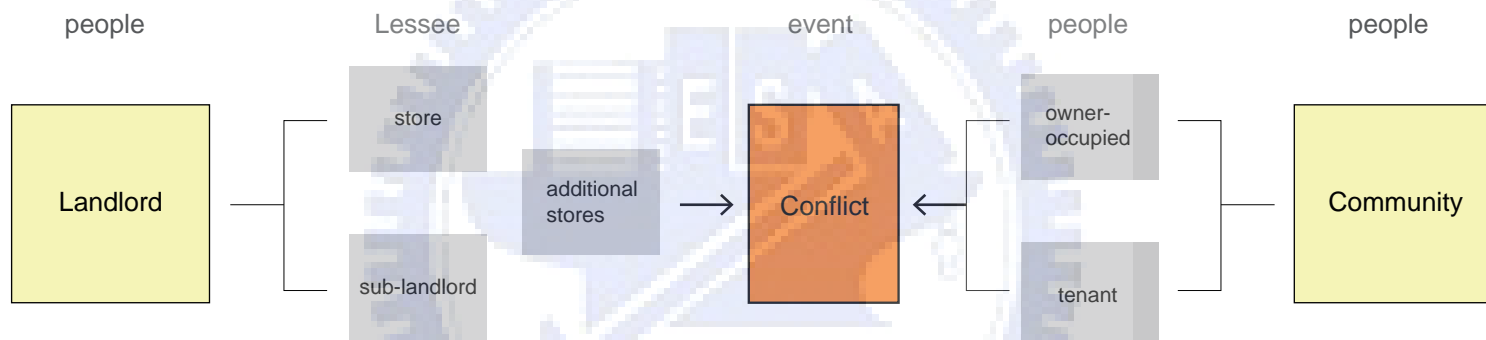 people
Lessee
event
people
people
Landlord
store
sub-landlord
additional
stores
Conflict
owner-
occupied
tenant
Community